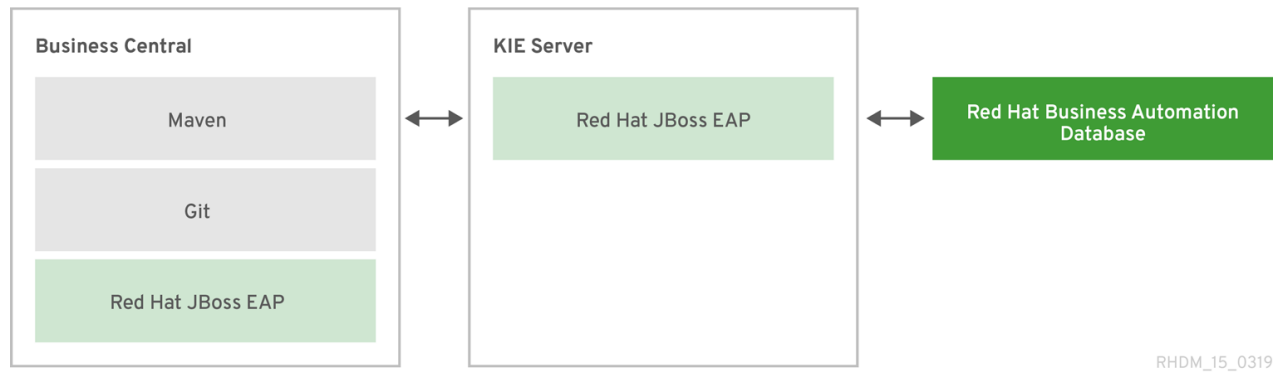 Business Central
Maven
Git
Red Hat JBoss EAP
KIE Server
Red Hat JBoss EAP
Red Hat Business Automation
Database
RHDM_15_0319